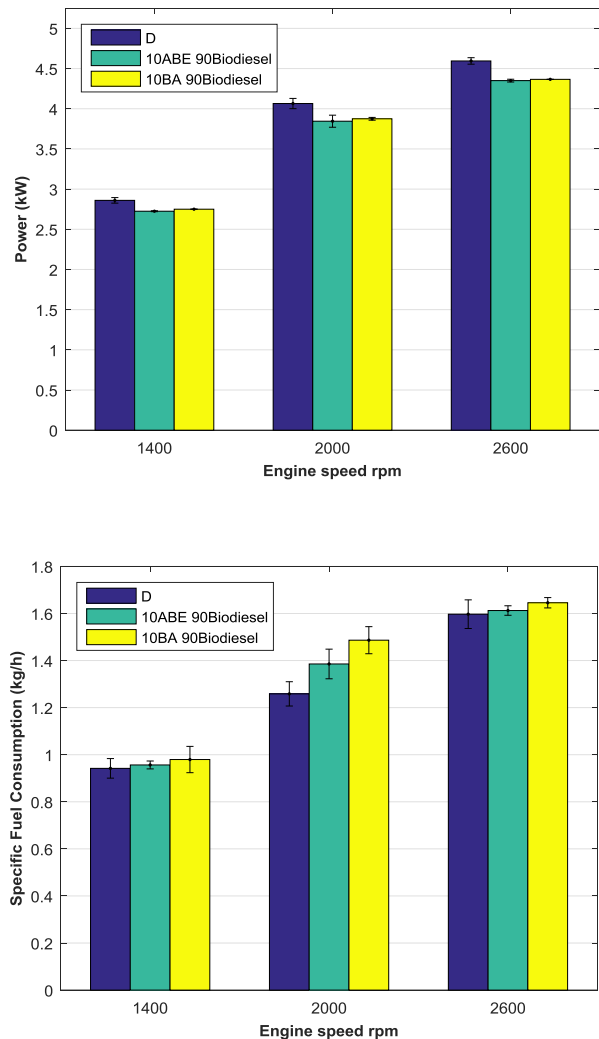 5
4.5
4
3.5
3
2.5
2
1.5
1
0.5
0
Power (kW)
D
10ABE 90Biodiesel
10BA 90Biodiesel
1400 2000 2600
Engine speed rpm
1.8
1.6
1.4
1.2
1
0.8
0.6
0.4
0.2
0
Specific Fuel Consumption (kg/h)
D
10ABE 90Biodiesel
10BA 90Biodiesel
1400 2000 2600
Engine speed rpm